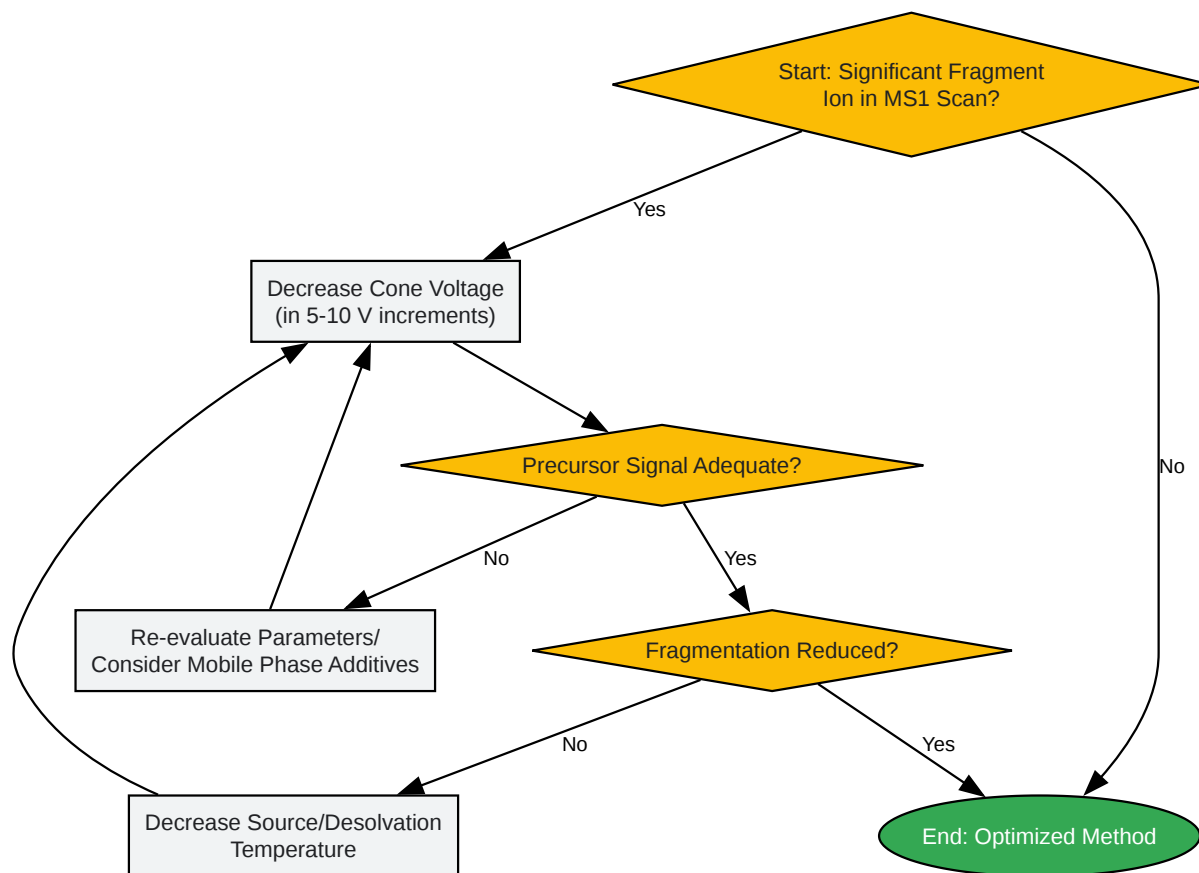 Start: Significant Fragment
Ion in MS1 Scan?
Yes
Decrease Cone Voltage
(in 5-10 V increments)
Precursor Signal Adequate?
No
No
Yes
Re-evaluate Parameters/
Consider Mobile Phase Additives
Fragmentation Reduced?
No
Yes
Decrease Source/Desolvation
Temperature
End: Optimized Method